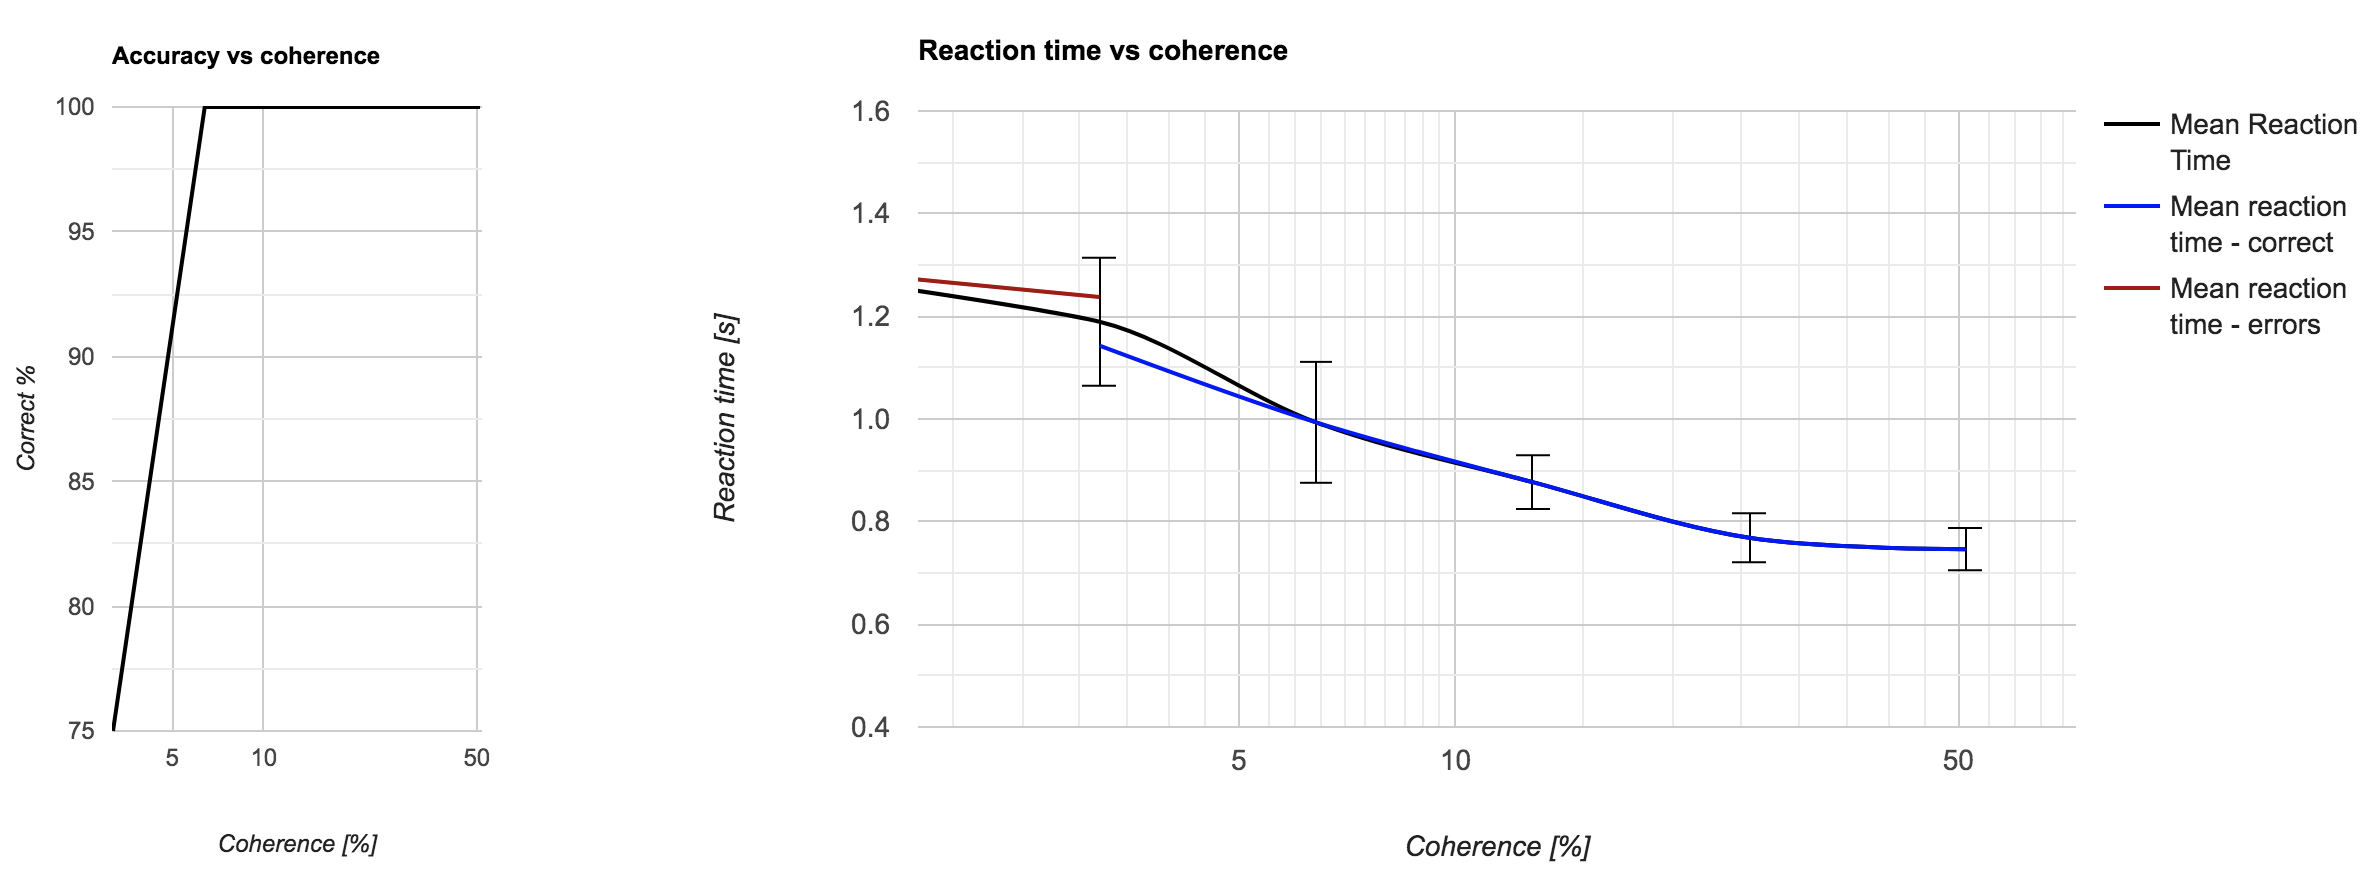 Accuracy vs coherence
100
95
90
85
80
75
Correct %
5 10 50
Coherence [%]
Reaction time vs coherence
1.6
1.4
1.2
1.0
0.8
0.6
0.4
Reaction time [s]
5 10 50
Coherence [%]
Mean Reaction
Time
Mean reaction
time - correct
Mean reaction
time - errors